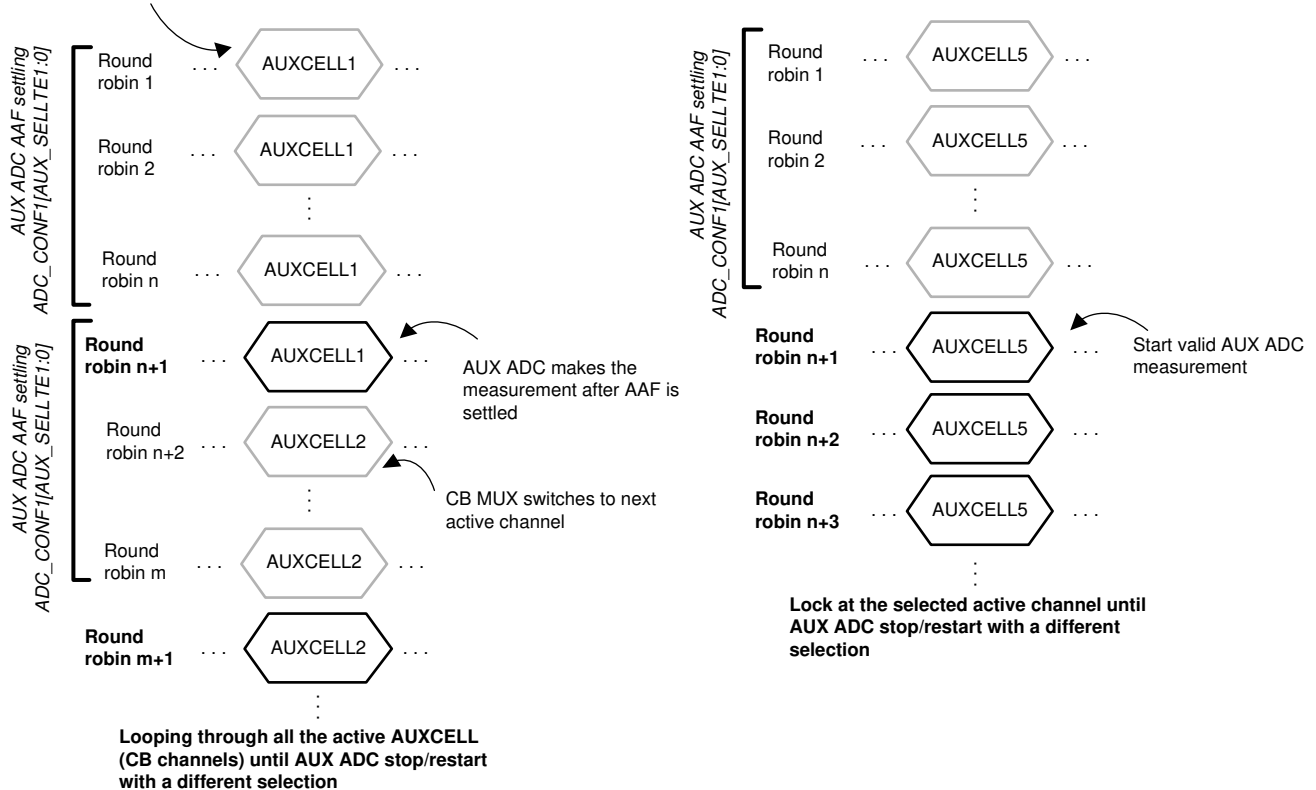 AUX ADC AAF settling
ADC_CONF1[AUX_SELLTE1:0]
Round
robin 1
. . .
AUXCELL1
. . .
Round
robin 2
. . .
AUXCELL1
. . .
Round
robin n
. . .
AUXCELL1
. . .
AUX ADC AAF settling
ADC_CONF1[AUX_SELLTE1:0]
Round
robin n+1
. . .
AUXCELL1
. . .
AUX ADC makes the
measurement after AAF is
settled
Round
robin n+2
. . .
AUXCELL2
. . .
CB MUX switches to next
active channel
Round
robin m
. . .
AUXCELL2
. . .
Round
robin m+1
. . .
AUXCELL2
. . .
Looping through all the active AUXCELL
(CB channels) until AUX ADC stop/restart
with a different selection
AUX ADC AAF settling
ADC_CONF1[AUX_SELLTE1:0]
Round
robin 1
. . .
AUXCELL5
. . .
Round
robin 2
. . .
AUXCELL5
. . .
Round
robin n
. . .
AUXCELL5
. . .
Round
robin n+1
. . .
AUXCELL5
. . .
Start valid AUX ADC
measurement
Round
robin n+2
. . .
AUXCELL5
. . .
Round
robin n+3
. . .
AUXCELL5
. . .
Lock at the selected active channel until
AUX ADC stop/restart with a different
selection